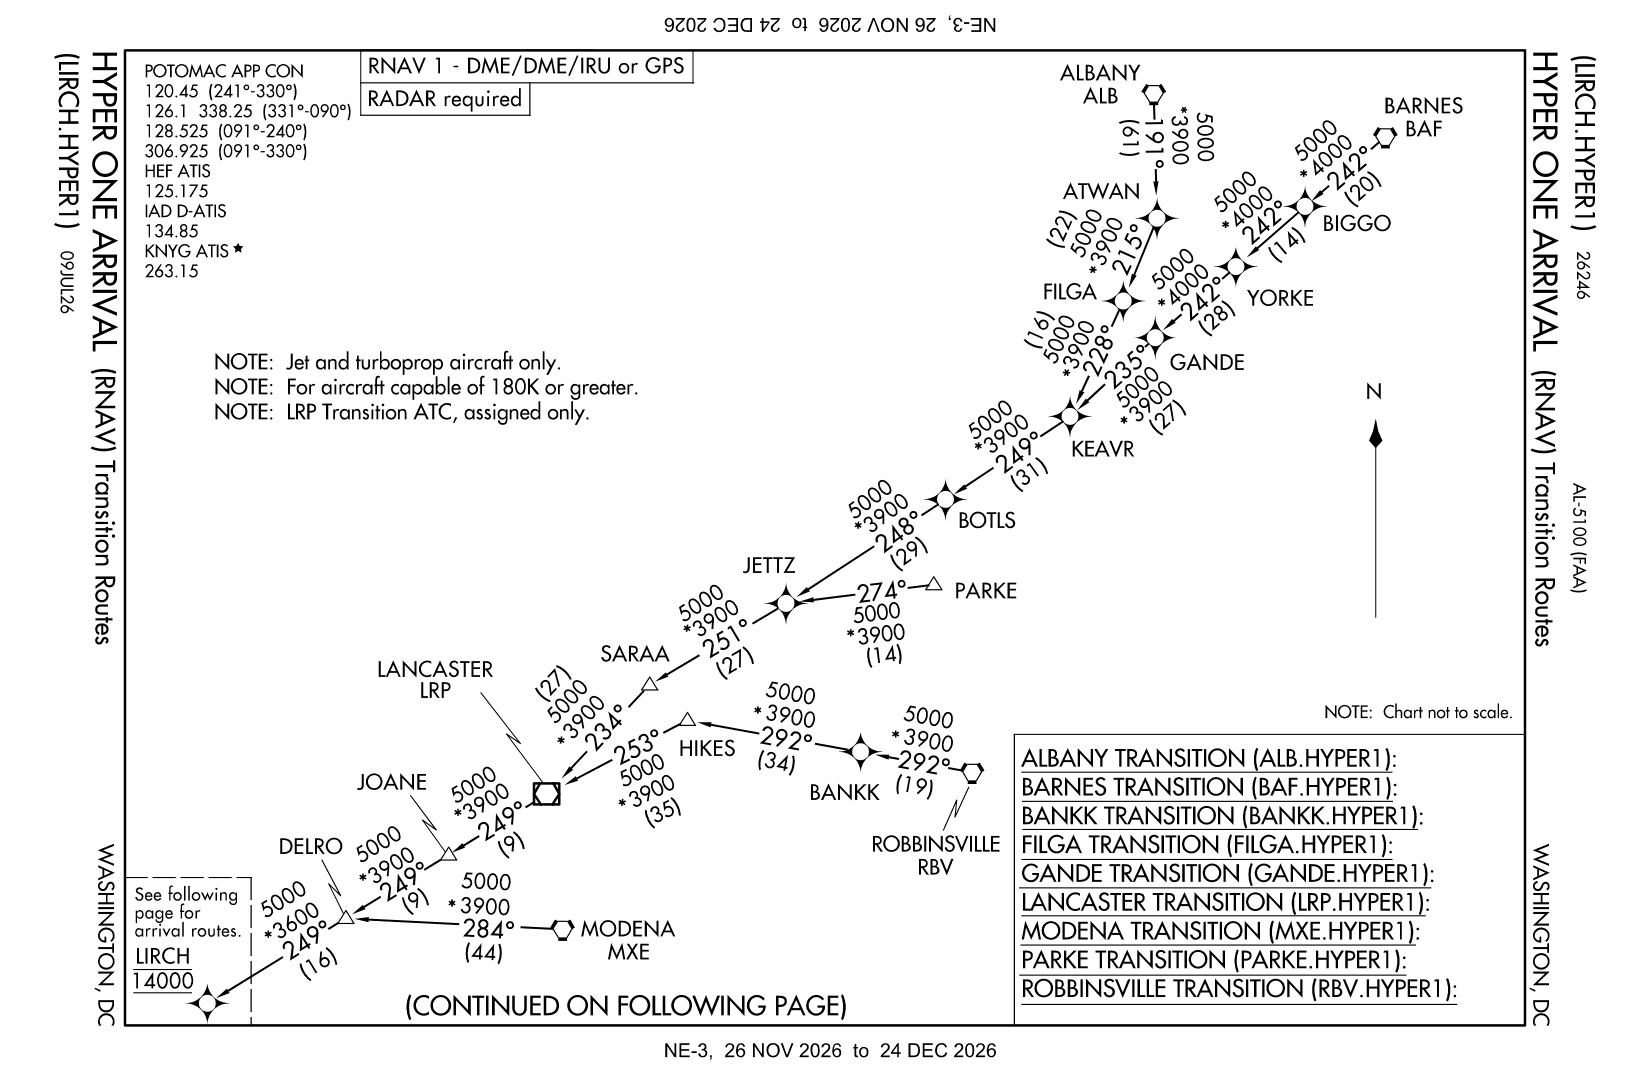 NE-3, 26 NOV 2026 to 24 DEC 2026
(LIRCH.HYPER1) 09JUL26
HYPER ONE ARRIVAL (RNAV) Transition Routes
WASHINGTON, DC
POTOMAC APP CON
120.45 (241°-330°)
126.1 338.25 (331°-090°)
128.525 (091°-240°)
306.925 (091°-330°)
HEF ATIS
125.175
IAD D-ATIS
134.85
KNYG ATIS ★
263.15
RNAV 1 - DME/DME/IRU or GPS
RADAR required
NOTE: Jet and turboprop aircraft only.
NOTE: For aircraft capable of 180K or greater.
NOTE: LRP Transition ATC, assigned only.
ALBANY
ALB
5000
*3900
191°
(61)
BARNES
BAF
5000
*4000
242°
(20)
ATWAN
BIGGO
(22)
5000
*3900
215°
5000
*4000
242°
(14)
FILGA
YORKE
(16)
5000
*3900
228°
5000
*4000
242°
(28)
GANDE
235°
5000
*3900
(27)
KEAVR
5000
*3900
249°
(31)
BOTLS
5000
*3900
248°
(29)
JETTZ
274°
5000
*3900
(14)
PARKE
5000
*3900
251°
(27)
SARAA
LANCASTER
LRP
(27)
5000
*3900
234°
253°
5000
*3900
(35)
HIKES
5000
*3900
292°
(34)
BANKK
5000
*3900
292°
(19)
ROBBINSVILLE
RBV
JOANE
5000
*3900
249°
(9)
DELRO
5000
*3900
249°
(9)
5000
*3900
284°
(44)
MODENA
MXE
5000
*3600
249°
(16)
See following
page for
arrival routes.
LIRCH
14000
(CONTINUED ON FOLLOWING PAGE)
N
NOTE: Chart not to scale.
ALBANY TRANSITION (ALB.HYPER1):
BARNES TRANSITION (BAF.HYPER1):
BANKK TRANSITION (BANKK.HYPER1):
FILGA TRANSITION (FILGA.HYPER1):
GANDE TRANSITION (GANDE.HYPER1):
LANCASTER TRANSITION (LRP.HYPER1):
MODENA TRANSITION (MXE.HYPER1):
PARKE TRANSITION (PARKE.HYPER1):
ROBBINSVILLE TRANSITION (RBV.HYPER1):
(LIRCH.HYPER1) 26246
AL-5100 (FAA)
HYPER ONE ARRIVAL (RNAV) Transition Routes
WASHINGTON, DC
NE-3, 26 NOV 2026 to 24 DEC 2026